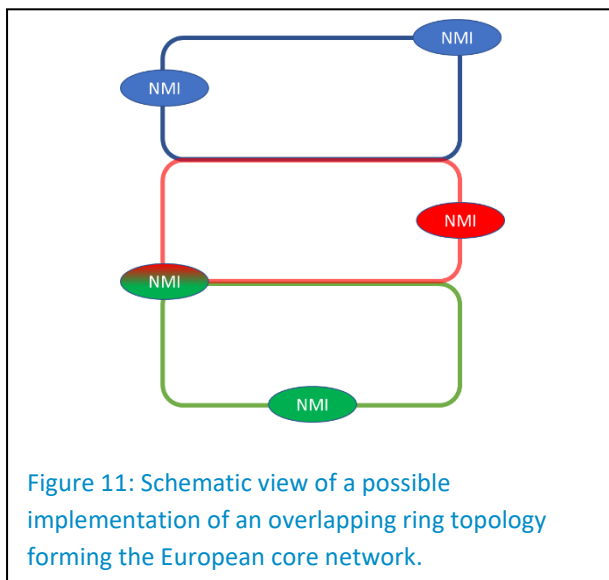 NMI
NMI
NMI
NMI
NMI
Figure 11: Schematic view of a possible
implementation of an overlapping ring topology
forming the European core network.